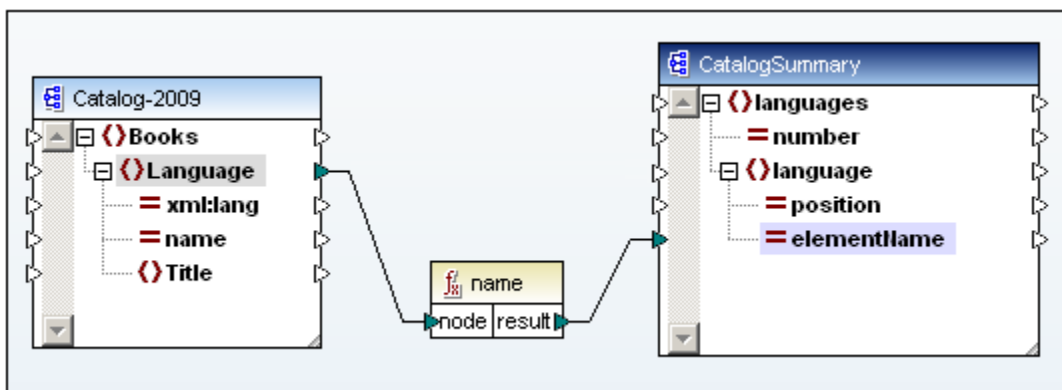 Catalog-2009
Books
Language
xml:lang
name
Title
name
node result
CatalogSummary
languages
number
language
position
elementName